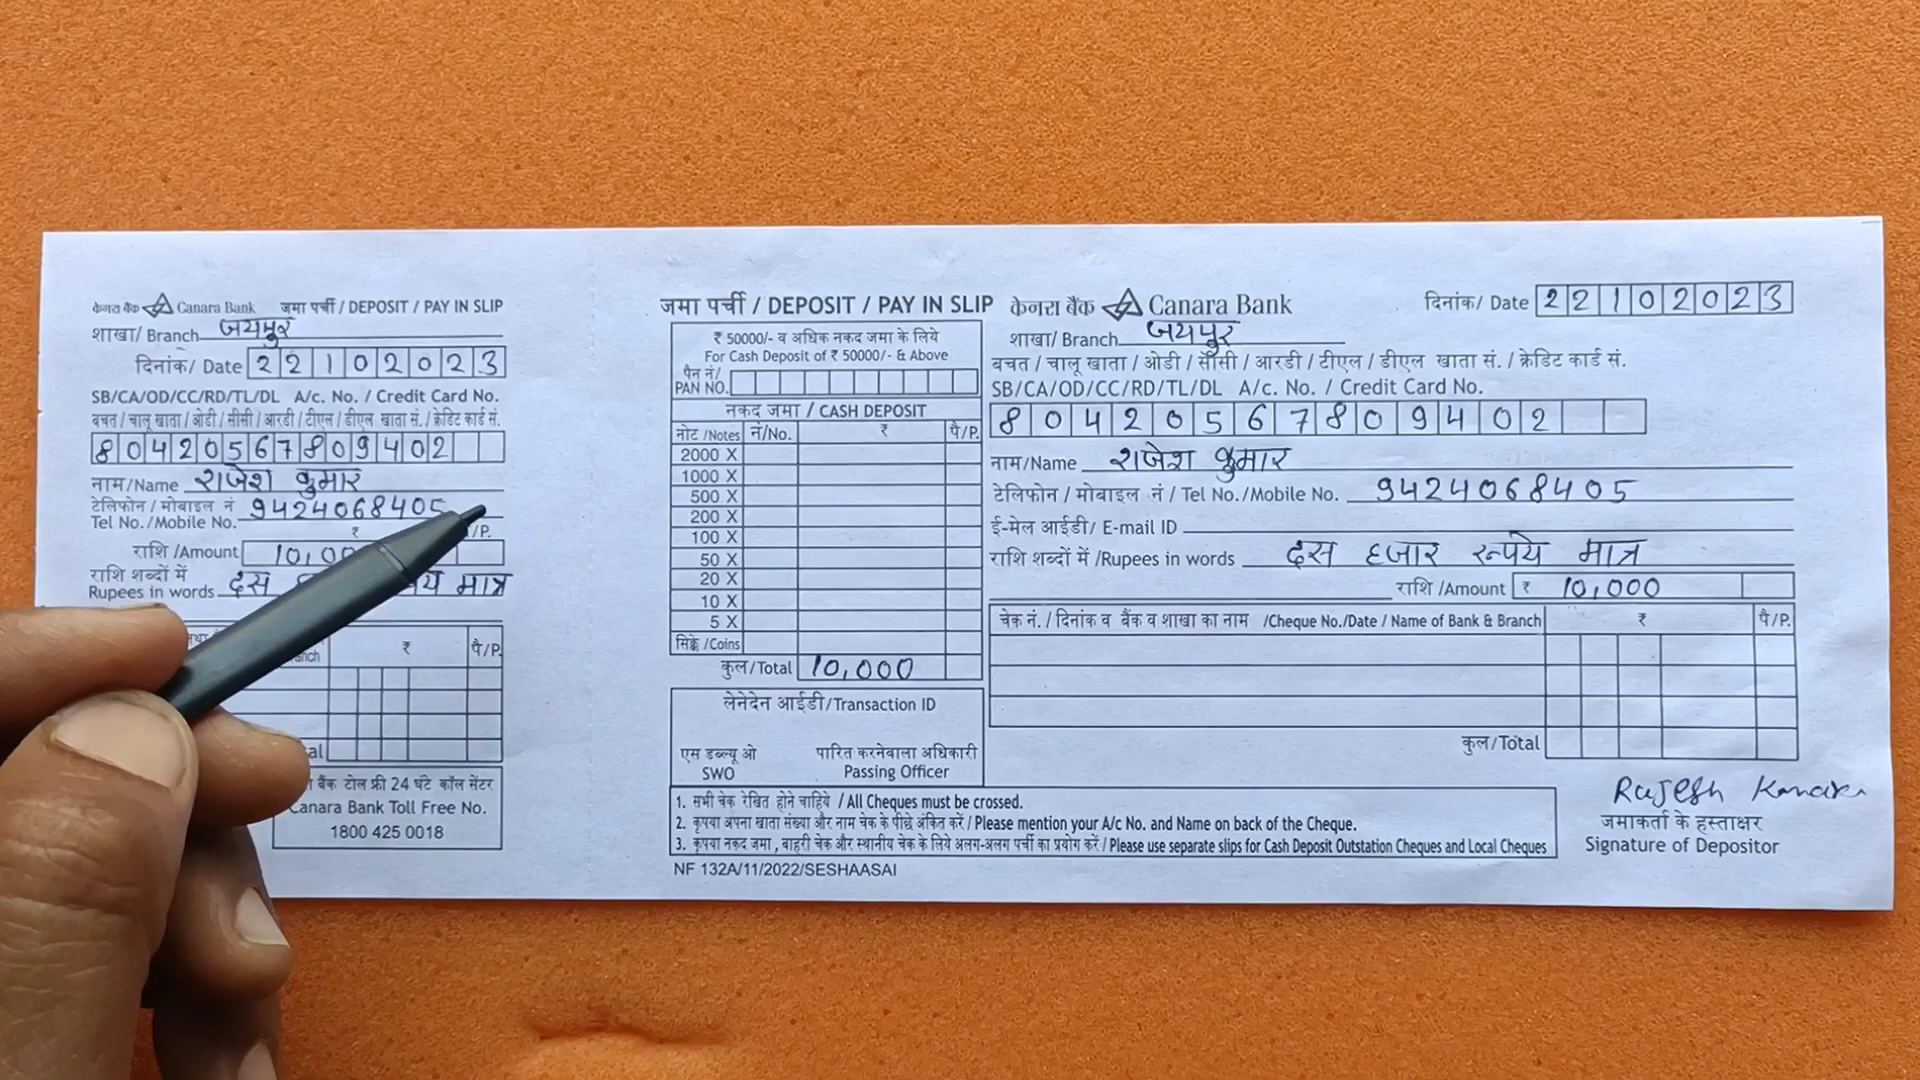 केनरा बैंक Canara Bank जमा पर्ची / DEPOSIT / PAY IN SLIP
शाखा/ Branch जयपुर
दिनांक/ Date 22102023
SB/CA/OD/CC/RD/TL/DL A/c. No. / Credit Card No.
बचत / चालू खाता / ओडी / सीसी / आरडी / टीएल / डीएल खाता सं. / क्रेडिट कार्ड सं.
80420567809402
नाम/Name राजेश कुमार
टेलिफोन / मोबाइल नं
Tel No./Mobile No. 9424068405
₹ /P.
राशि /Amount 10,00
राशि शब्दों में
Rupees in words दस मात्र
₹ पै/P.
बैंक टोल फ्री 24 घंटे कॉल सेंटर
Canara Bank Toll Free No.
1800 425 0018
जमा पर्ची / DEPOSIT / PAY IN SLIP
₹ 50000/- व अधिक नकद जमा के लिये
For Cash Deposit of ₹ 50000/- & Above
पैन नं/
PAN NO.
नकद जमा / CASH DEPOSIT
नोट /Notes नं/No. ₹ पै/P.
2000 X
1000 X
500 X
200 X
100 X
50 X
20 X
10 X
5 X
सिक्के /Coins
कुल/Total 10,000
लेनेदेन आईडी/Transaction ID
एस डब्ल्यू ओ पारित करनेवाला अधिकारी
SWO Passing Officer
केनरा बैंक Canara Bank दिनांक/ Date 22102023
शाखा/ Branch जयपुर
बचत / चालू खाता / ओडी / सीसी / आरडी / टीएल / डीएल खाता सं. / क्रेडिट कार्ड सं.
SB/CA/OD/CC/RD/TL/DL A/c. No. / Credit Card No.
80420567809402
नाम/Name राजेश कुमार
टेलिफोन / मोबाइल नं / Tel No./Mobile No. 9424068405
ई-मेल आईडी/ E-mail ID
राशि शब्दों में /Rupees in words दस हजार रूपये मात्र
राशि /Amount ₹ 10,000
चेक नं. / दिनांक व बैंक व शाखा का नाम /Cheque No./Date / Name of Bank & Branch ₹ पै/P.
कुल/Total
1. सभी चेक रेखित होने चाहिये / All Cheques must be crossed.
2. कृपया अपना खाता संख्या और नाम चेक के पीछे अंकित करें / Please mention your A/c No. and Name on back of the Cheque.
3. कृपया नकद जमा , बाहरी चेक और स्थानीय चेक के लिये अलग-अलग पर्ची का प्रयोग करें / Please use separate slips for Cash Deposit Outstation Cheques and Local Cheques
NF 132A/11/2022/SESHAASAI
Rajesh
जमाकर्ता के हस्ताक्षर
Signature of Depositor